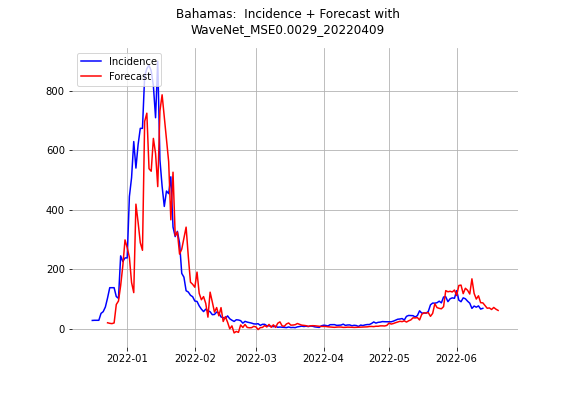 Bahamas:  Incidence + Forecast with
WaveNet_MSE0.0029_20220409
Incidence
Forecast
800
600
400
200
0
2022-01
2022-02
2022-03
2022-04
2022-05
2022-06